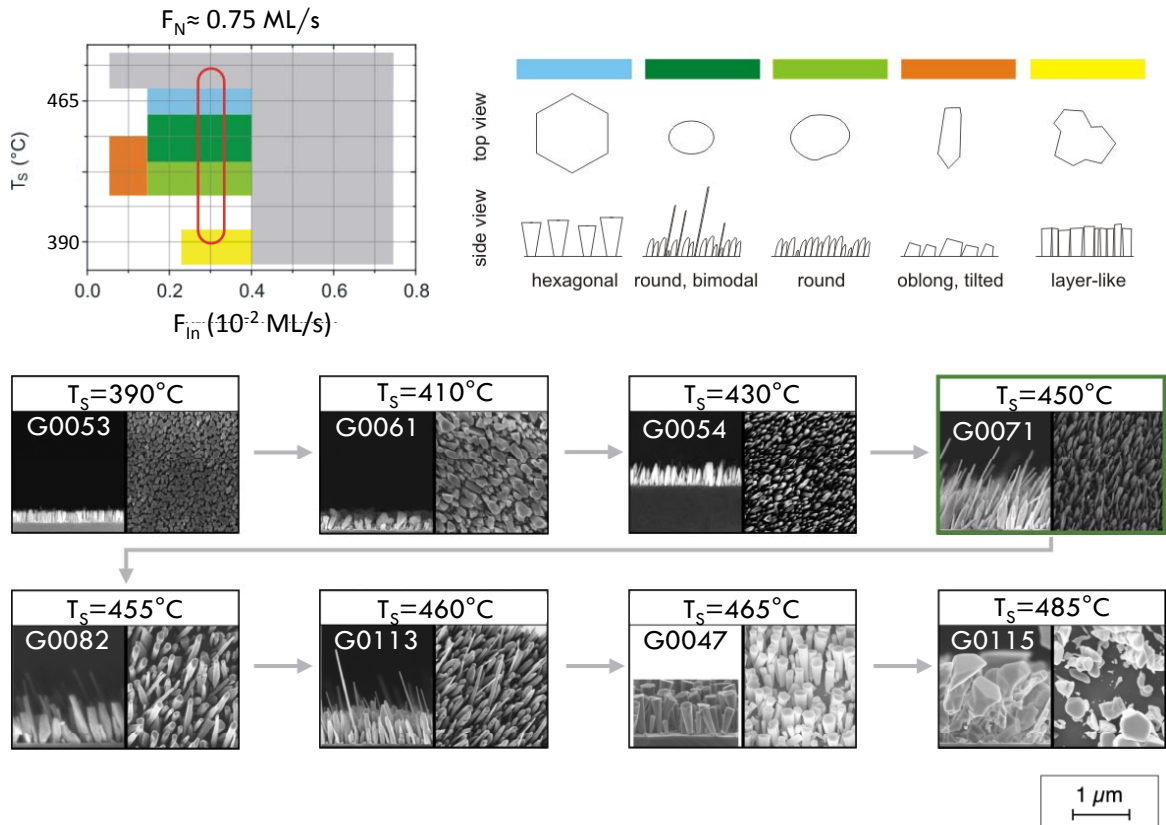 F_N≈ 0.75 ML/s
T_S (°C)
465
390
0.0 0.2 0.4 0.6 0.8
F_In (10⁻² ML/s)
top view
side view
hexagonal round, bimodal round oblong, tilted layer-like
T_S=390°C T_S=410°C T_S=430°C T_S=450°C
G0053 G0061 G0054 G0071
T_S=455°C T_S=460°C T_S=465°C T_S=485°C
G0082 G0113 G0047 G0115
1 µm